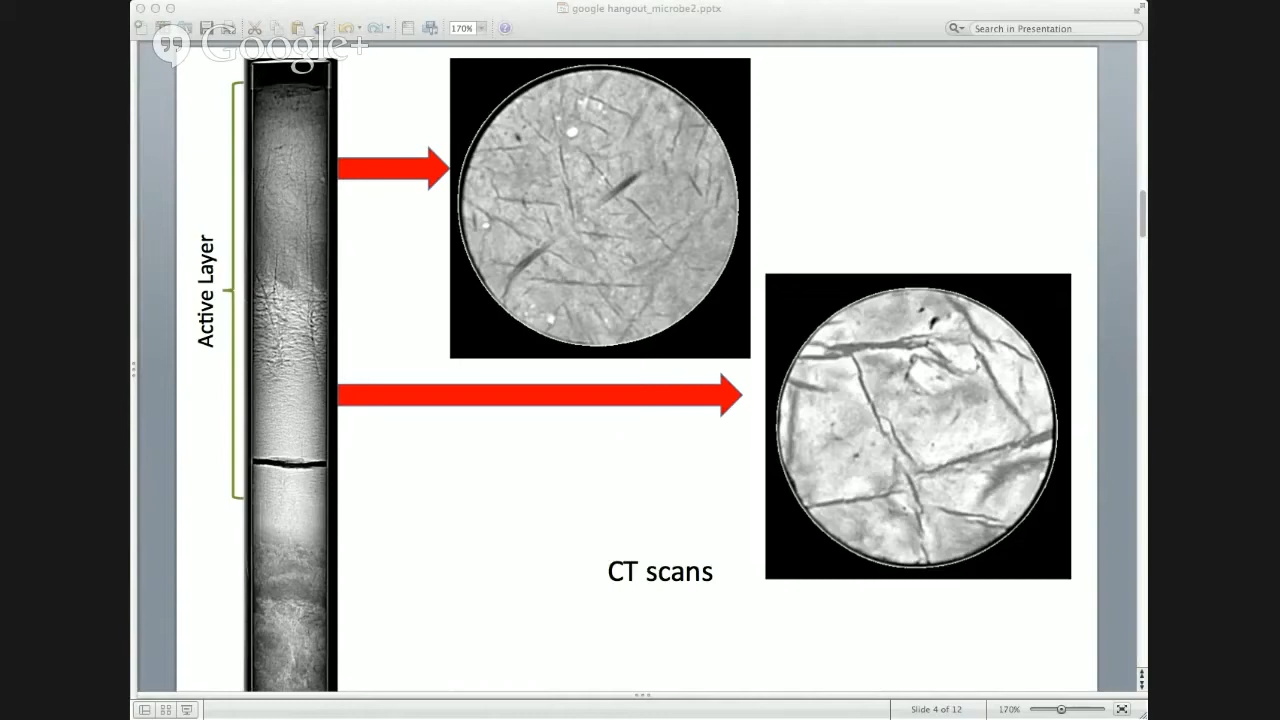 google hangout_microbe2.pptx
170%
Search in Presentation
Google+
Active Layer
CT scans
Slide 4 of 12
170%